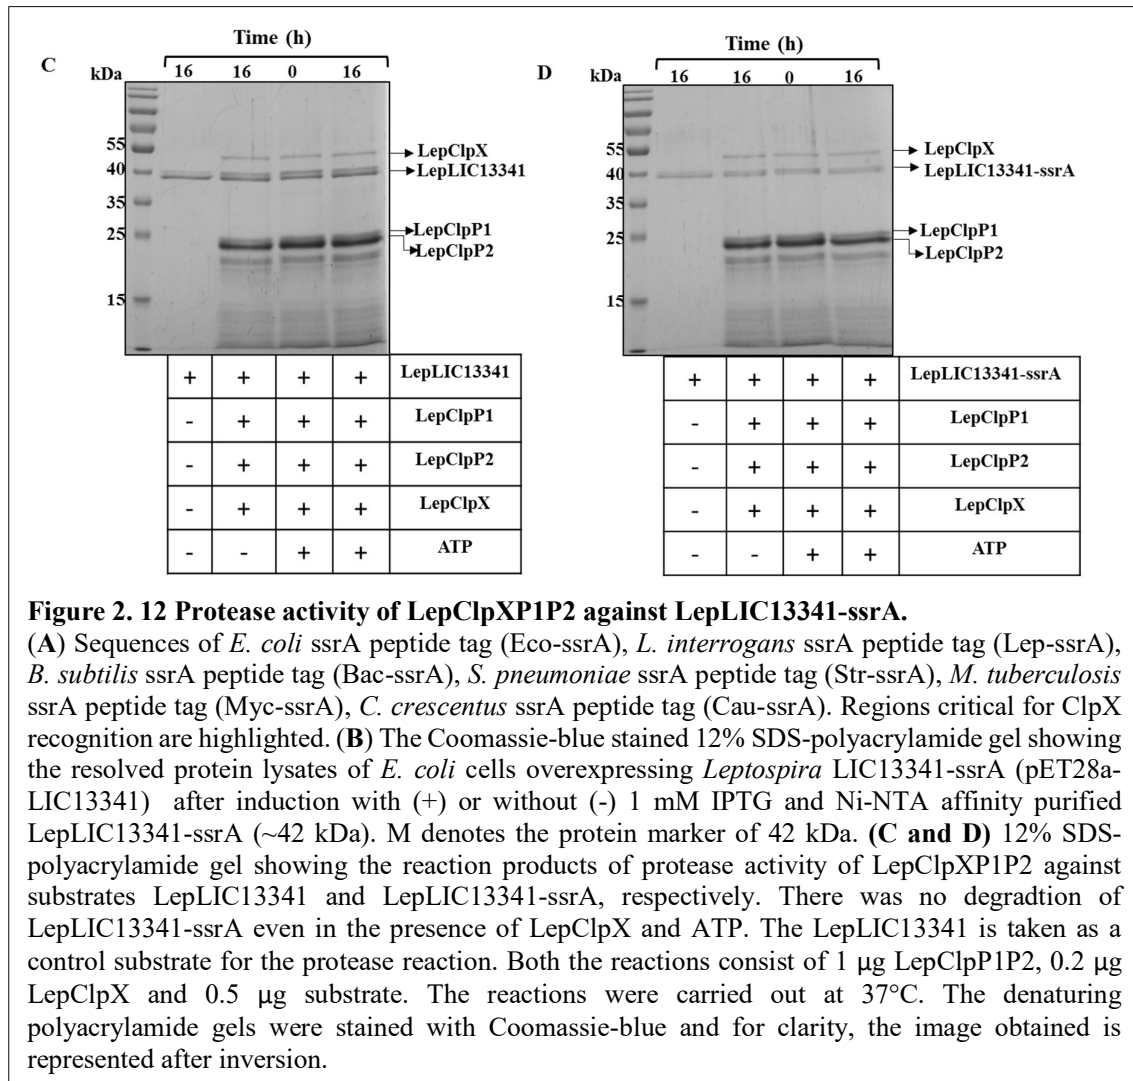 Time (h)
C
kDa
16 16 0 16
55
40
35
25
15
LepClpX
LepLIC13341
LepClpP1
LepClpP2
+ + + + LepLIC13341
- + + + LepClpP1
- + + + LepClpP2
- + + + LepClpX
- - + + ATP
Time (h)
D
kDa
16 16 0 16
55
40
35
25
15
LepClpX
LepLIC13341-ssrA
LepClpP1
LepClpP2
+ + + + LepLIC13341-ssrA
- + + + LepClpP1
- + + + LepClpP2
- + + + LepClpX
- - + + ATP
Figure 2. 12 Protease activity of LepClpXP1P2 against LepLIC13341-ssrA.
(A) Sequences of E. coli ssrA peptide tag (Eco-ssrA), L. interrogans ssrA peptide tag (Lep-ssrA),
B. subtilis ssrA peptide tag (Bac-ssrA), S. pneumoniae ssrA peptide tag (Str-ssrA), M. tuberculosis
ssrA peptide tag (Myc-ssrA), C. crescentus ssrA peptide tag (Cau-ssrA). Regions critical for ClpX
recognition are highlighted. (B) The Coomassie-blue stained 12% SDS-polyacrylamide gel showing
the resolved protein lysates of E. coli cells overexpressing Leptospira LIC13341-ssrA (pET28a-
LIC13341) after induction with (+) or without (-) 1 mM IPTG and Ni-NTA affinity purified
LepLIC13341-ssrA (~42 kDa). M denotes the protein marker of 42 kDa. (C and D) 12% SDS-
polyacrylamide gel showing the reaction products of protease activity of LepClpXP1P2 against
substrates LepLIC13341 and LepLIC13341-ssrA, respectively. There was no degradtion of
LepLIC13341-ssrA even in the presence of LepClpX and ATP. The LepLIC13341 is taken as a
control substrate for the protease reaction. Both the reactions consist of 1 µg LepClpP1P2, 0.2 µg
LepClpX and 0.5 µg substrate. The reactions were carried out at 37°C. The denaturing
polyacrylamide gels were stained with Coomassie-blue and for clarity, the image obtained is
represented after inversion.